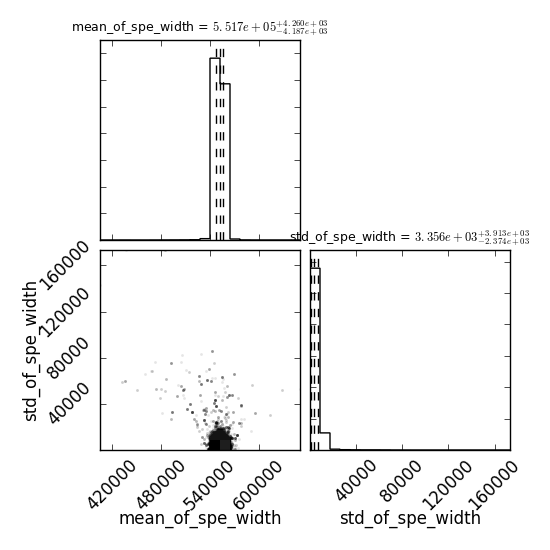 mean_of_spe_width = 5.517e+05+4.260e+03 −4.187e+03
std_of_spe_width = 3.356e+03+3.913e+03 −2.374e+03
160000
120000
80000
40000
std_of_spe_width
420000 480000 540000 600000
40000 80000 120000 160000
mean_of_spe_width
std_of_spe_width